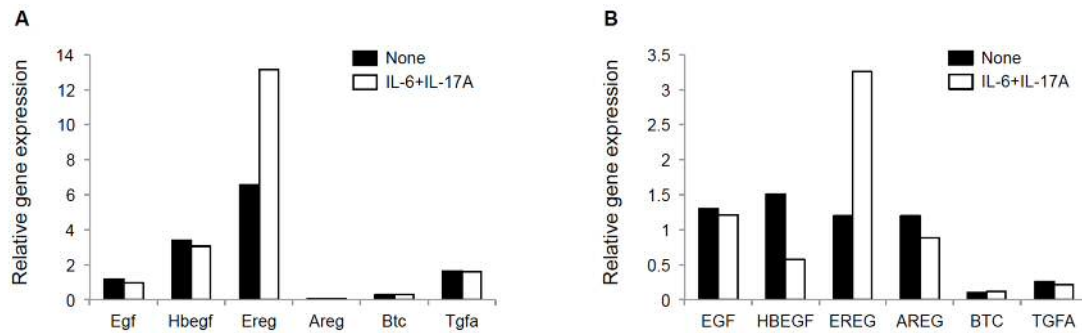 A
Relative gene expression
14
12
10
8
6
4
2
0
None
IL-6+IL-17A
Egf Hbegf Ereg Areg Btc Tgfa
B
Relative gene expression
3.5
3
2.5
2
1.5
1
0.5
0
None
IL-6+IL-17A
EGF HBEGF EREG AREG BTC TGFA